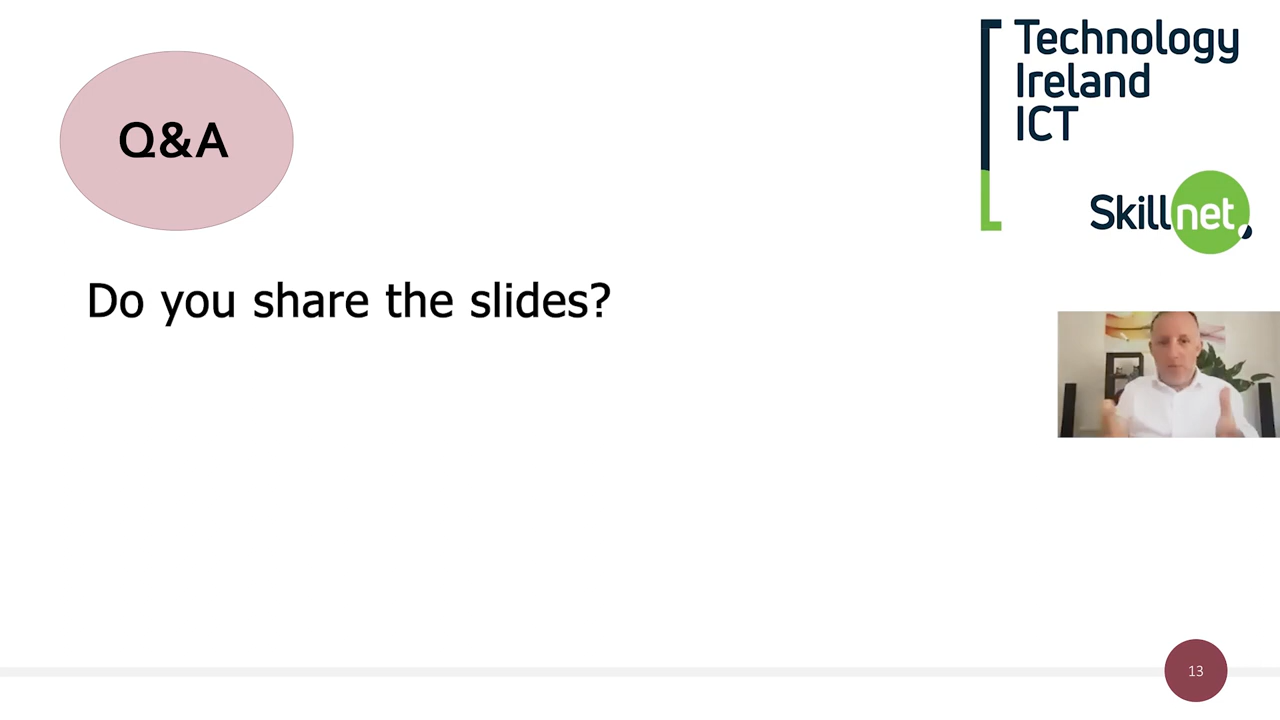 Q&A
Technology
Ireland
ICT
Skillnet
Do you share the slides?
13